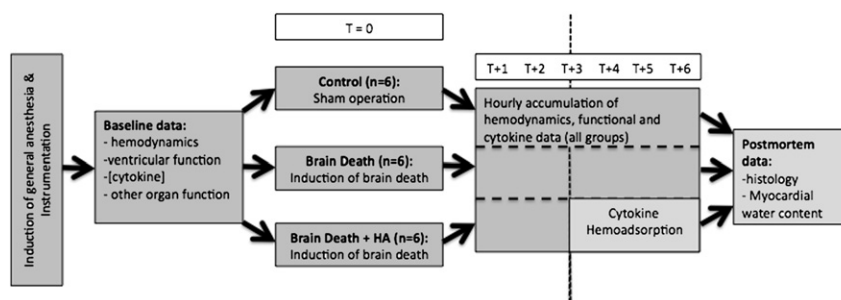 Induction of general anesthesia &
Instrumentation
Baseline data:
- hemodynamics
-ventricular function
-[cytokine]
- other organ function
T = 0
Control (n=6):
Sham operation
Brain Death (n=6):
Induction of brain death
Brain Death + HA (n=6):
Induction of brain death
T+1 T+2 T+3 T+4 T+5 T+6
Hourly accumulation of
hemodynamics, functional and
cytokine data (all groups)
Cytokine
Hemoadsorption
Postmortem
data:
-histology
- Myocardial
water content